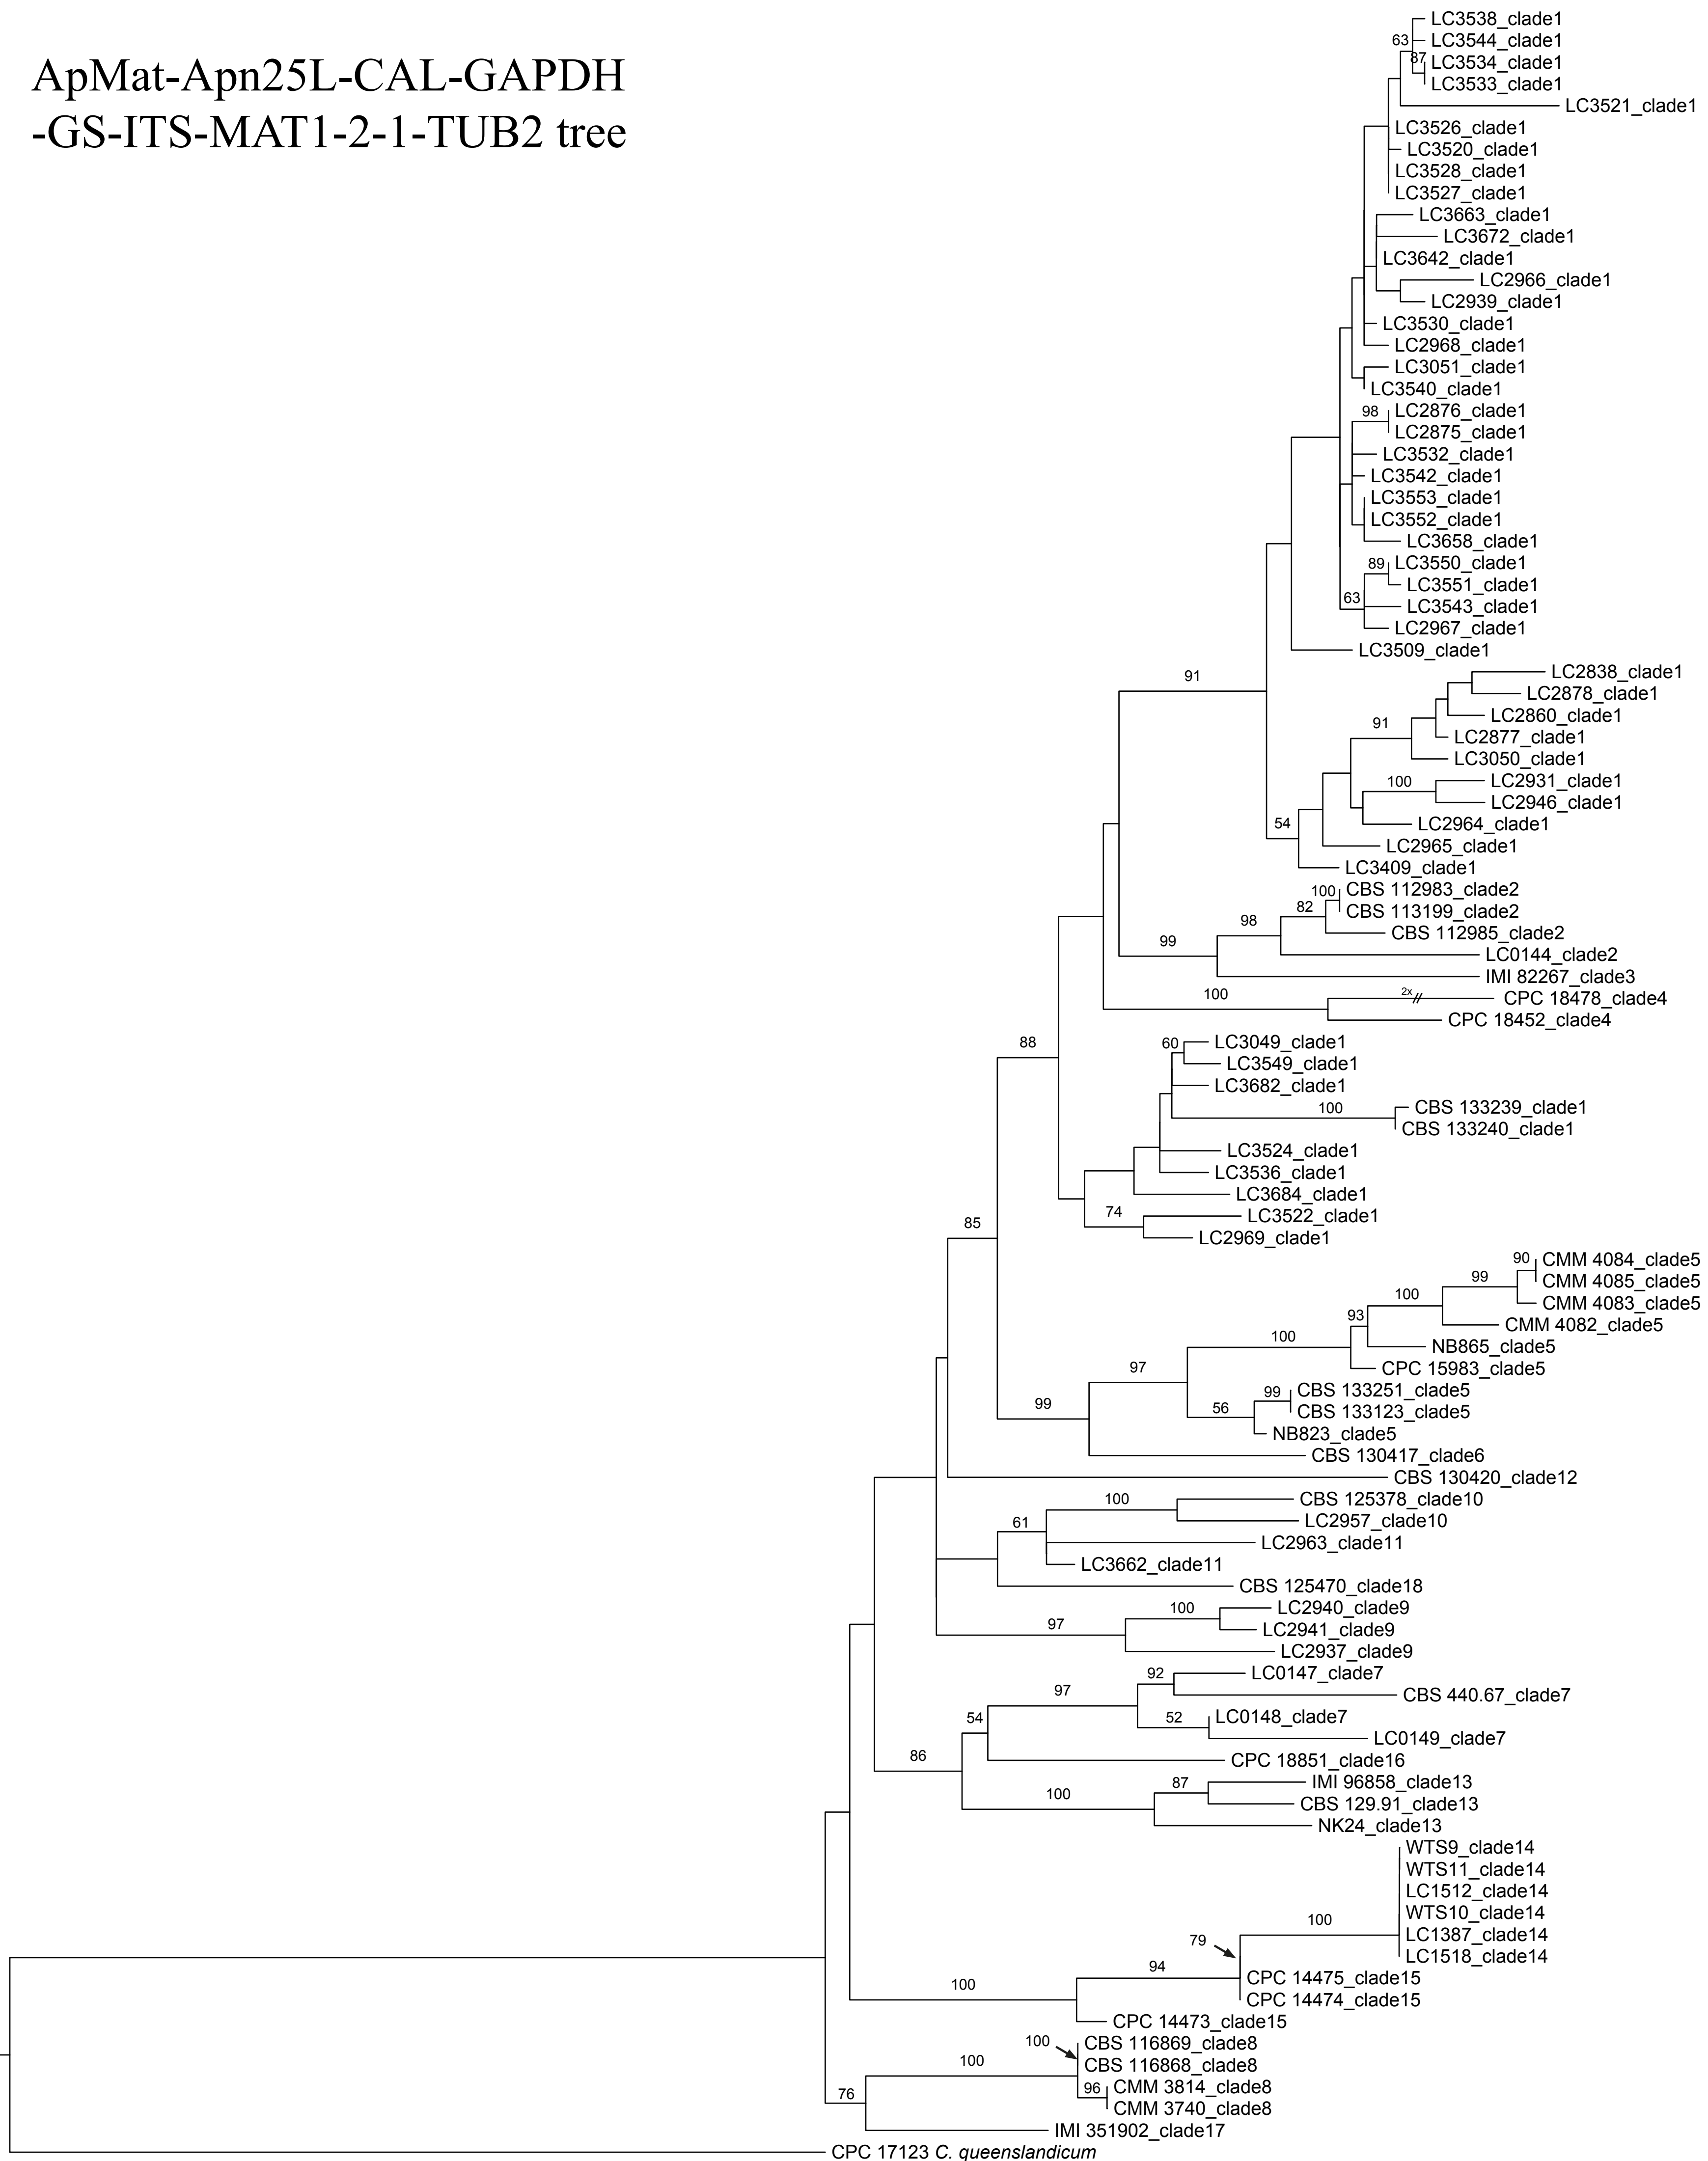 ApMat-Apn25L-CAL-GAPDH
-GS-ITS-MAT1-2-1-TUB2 tree
LC3538_clade1
63
LC3544_clade1
87
LC3534_clade1
LC3533_clade1
LC3521_clade1
LC3526_clade1
LC3520_clade1
LC3528_clade1
LC3527_clade1
LC3663_clade1
LC3672_clade1
LC3642_clade1
LC2966_clade1
LC2939_clade1
LC3530_clade1
LC2968_clade1
LC3051_clade1
LC3540_clade1
98
LC2876_clade1
LC2875_clade1
LC3532_clade1
LC3542_clade1
LC3553_clade1
LC3552_clade1
LC3658_clade1
89
LC3550_clade1
LC3551_clade1
63
LC3543_clade1
LC2967_clade1
LC3509_clade1
91
LC2838_clade1
LC2878_clade1
LC2860_clade1
91
LC2877_clade1
LC3050_clade1
100
LC2931_clade1
LC2946_clade1
54
LC2964_clade1
LC2965_clade1
LC3409_clade1
100
CBS 112983_clade2
82
CBS 113199_clade2
98
CBS 112985_clade2
99
LC0144_clade2
IMI 82267_clade3
100
2x
CPC 18478_clade4
CPC 18452_clade4
88
60
LC3049_clade1
LC3549_clade1
LC3682_clade1
100
CBS 133239_clade1
CBS 133240_clade1
LC3524_clade1
LC3536_clade1
LC3684_clade1
74
LC3522_clade1
85
LC2969_clade1
90
CMM 4084_clade5
99
CMM 4085_clade5
100
CMM 4083_clade5
93
CMM 4082_clade5
100
NB865_clade5
97
CPC 15983_clade5
99
CBS 133251_clade5
99
56
CBS 133123_clade5
NB823_clade5
CBS 130417_clade6
CBS 130420_clade12
100
CBS 125378_clade10
61
LC2957_clade10
LC2963_clade11
LC3662_clade11
CBS 125470_clade18
100
LC2940_clade9
97
LC2941_clade9
LC2937_clade9
92
LC0147_clade7
97
CBS 440.67_clade7
54
52
LC0148_clade7
LC0149_clade7
86
CPC 18851_clade16
87
IMI 96858_clade13
100
CBS 129.91_clade13
NK24_clade13
WTS9_clade14
WTS11_clade14
LC1512_clade14
WTS10_clade14
100
LC1387_clade14
79
LC1518_clade14
94
CPC 14475_clade15
100
CPC 14474_clade15
CPC 14473_clade15
100
CBS 116869_clade8
100
CBS 116868_clade8
76
96
CMM 3814_clade8
CMM 3740_clade8
IMI 351902_clade17
CPC 17123 C. queenslandicum